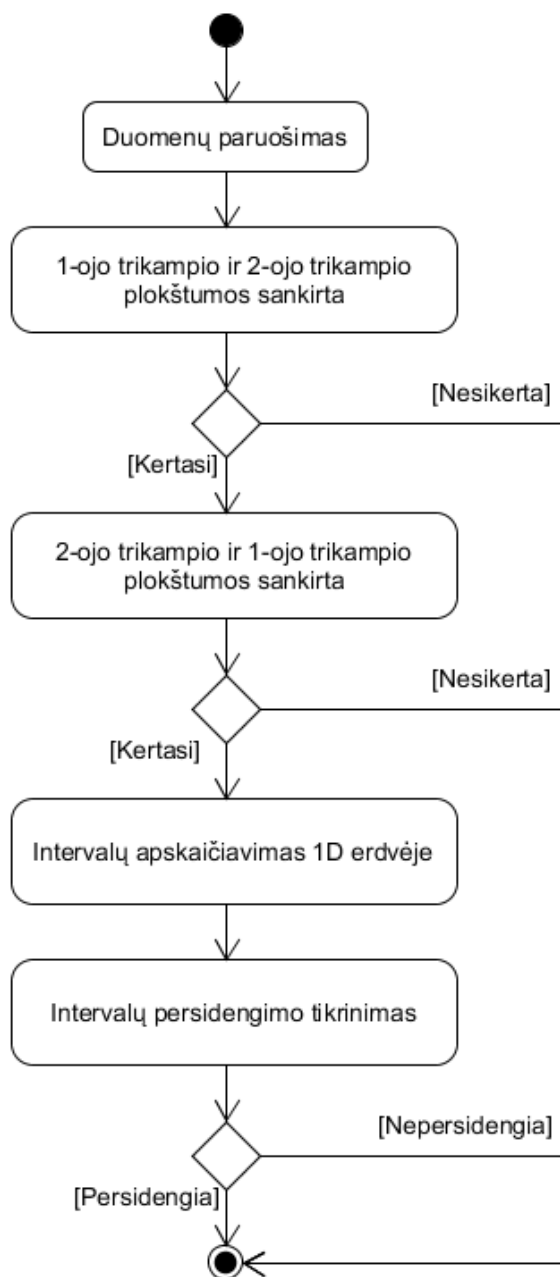 Duomenų paruošimas
1-ojo trikampio ir 2-ojo trikampio
plokštumos sankirta
[Nesikerta]
[Kertasi]
2-ojo trikampio ir 1-ojo trikampio
plokštumos sankirta
[Nesikerta]
[Kertasi]
Intervalų apskaičiavimas 1D erdvėje
Intervalų persidengimo tikrinimas
[Nepersidengia]
[Persidengia]